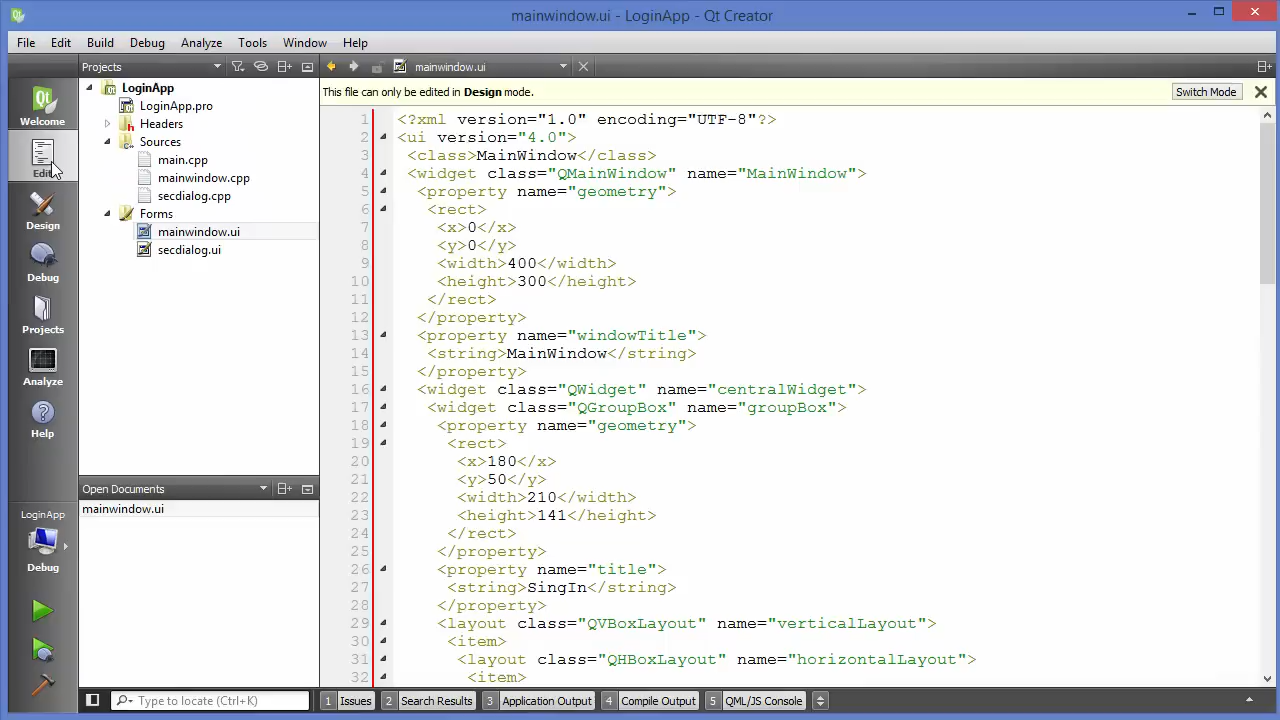 mainwindow.ui - LoginApp - Qt Creator
File Edit Build Debug Tools Analyze Window Help
Projects
mainwindow.ui
This file can only be edited in Design mode.
Switch Mode
Welcome
Edit
Design
Debug
Projects
Analyze
Help
LoginApp
Debug
LoginApp
LoginApp.pro
Headers
Sources
main.cpp
mainwindow.cpp
secdialog.cpp
Forms
mainwindow.ui
secdialog.ui
Open Documents
mainwindow.ui
1 <?xml version="1.0" encoding="UTF-8"?>
2 <ui version="4.0">
3 <class>MainWindow</class>
4 <widget class="QMainWindow" name="MainWindow">
5 <property name="geometry">
6 <rect>
7 <x>0</x>
8 <y>0</y>
9 <width>400</width>
10 <height>300</height>
11 </rect>
12 </property>
13 <property name="windowTitle">
14 <string>MainWindow</string>
15 </property>
16 <widget class="QWidget" name="centralWidget">
17 <widget class="QGroupBox" name="groupBox">
18 <property name="geometry">
19 <rect>
20 <x>180</x>
21 <y>50</y>
22 <width>210</width>
23 <height>141</height>
24 </rect>
25 </property>
26 <property name="title">
27 <string>SingIn</string>
28 </property>
29 <layout class="QVBoxLayout" name="verticalLayout">
30 <item>
31 <layout class="QHBoxLayout" name="horizontalLayout">
32 <item>
Type to locate (Ctrl+K) 1 Issues 2 Search Results 3 Application Output 4 Compile Output 5 QML/JS Console